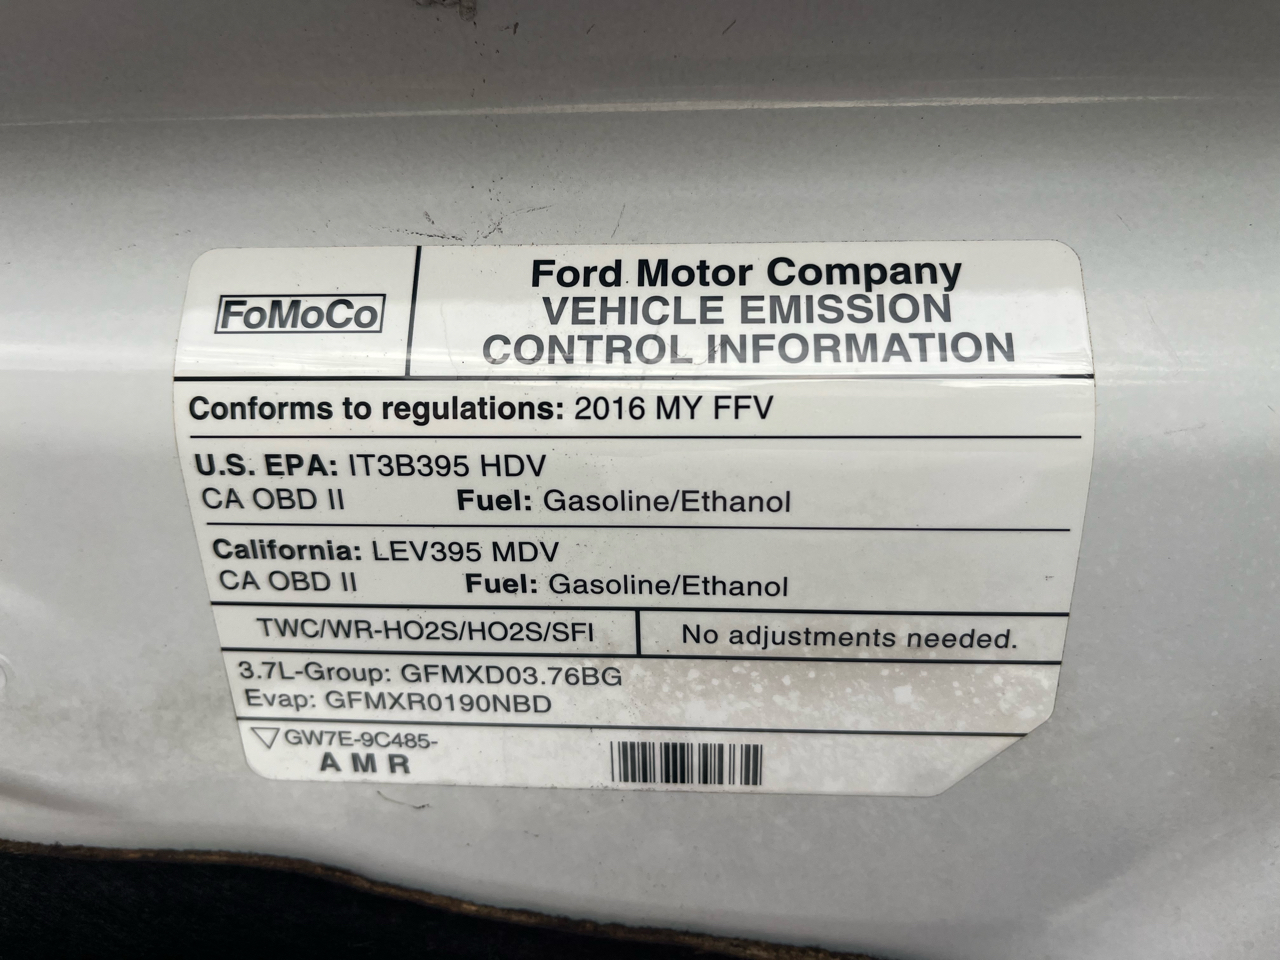 FoMoCo
Ford Motor Company
VEHICLE EMISSION
CONTROL INFORMATION
Conforms to regulations: 2016 MY FFV
U.S. EPA: IT3B395 HDV
CA OBD II Fuel: Gasoline/Ethanol
California: LEV395 MDV
CA OBD II Fuel: Gasoline/Ethanol
TWC/WR-HO2S/HO2S/SFI
No adjustments needed.
3.7L-Group: GFMXD03.76BG
Evap: GFMXR0190NBD
GW7E-9C485-
A M R